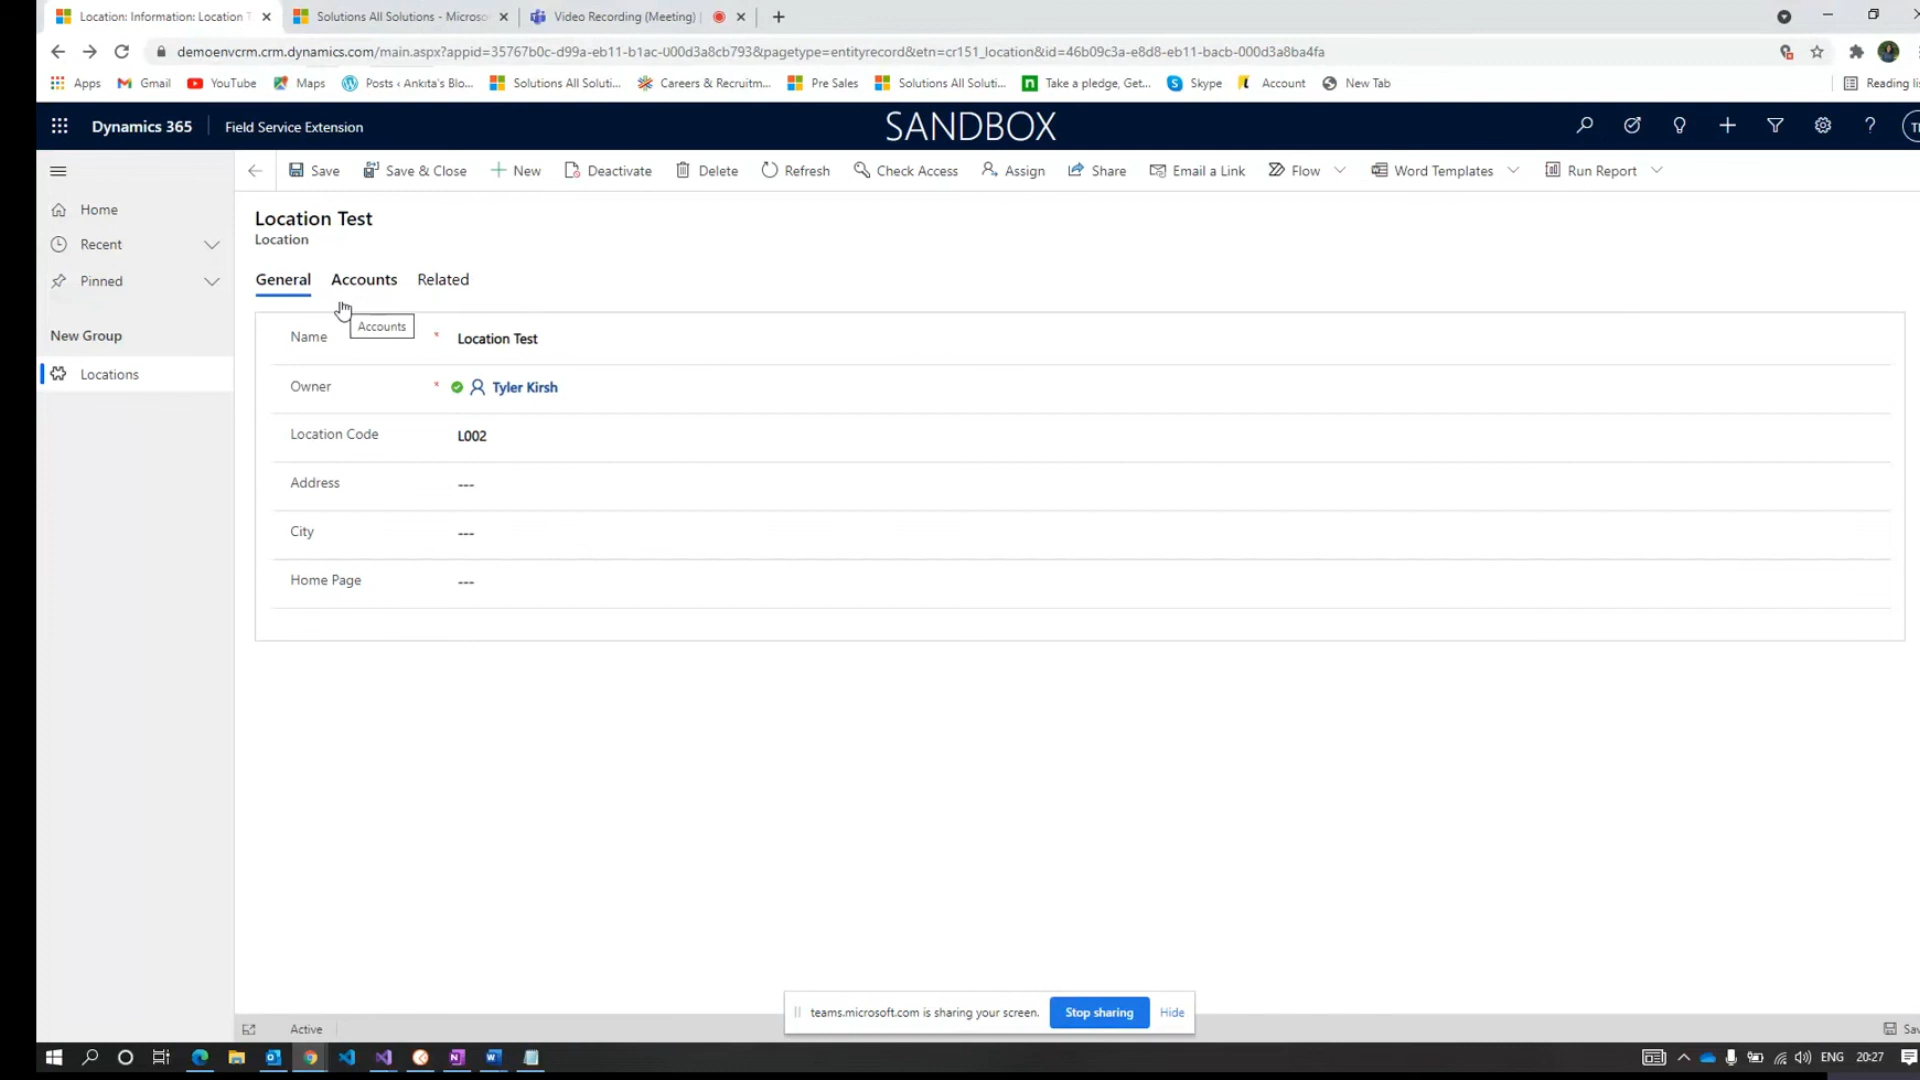 Location: Information: Location T
Solutions All Solutions - Microso
Video Recording (Meeting) |
demoenvcrm.crm.dynamics.com/main.aspx?appid=35767b0c-d99a-eb11-b1ac-000d3a8cb793&pagetype=entityrecord&etn=cr151_location&id=46b09c3a-e8d8-eb11-bacb-000d3a8ba4fa
Apps Gmail YouTube Maps Posts ‹ Ankita's Blo... Solutions All Soluti... Careers & Recruitm... Pre Sales Solutions All Soluti... Take a pledge, Get... Skype Account New Tab Reading lis
Dynamics 365 Field Service Extension SANDBOX
Save Save & Close New Deactivate Delete Refresh Check Access Assign Share Email a Link Flow Word Templates Run Report
Home
Recent
Pinned
New Group
Locations
Location Test
Location
General Accounts Related
Accounts
Name * Location Test
Owner * Tyler Kirsh
Location Code L002
Address ---
City ---
Home Page ---
teams.microsoft.com is sharing your screen. Stop sharing Hide
Active Sav
ENG 20:27